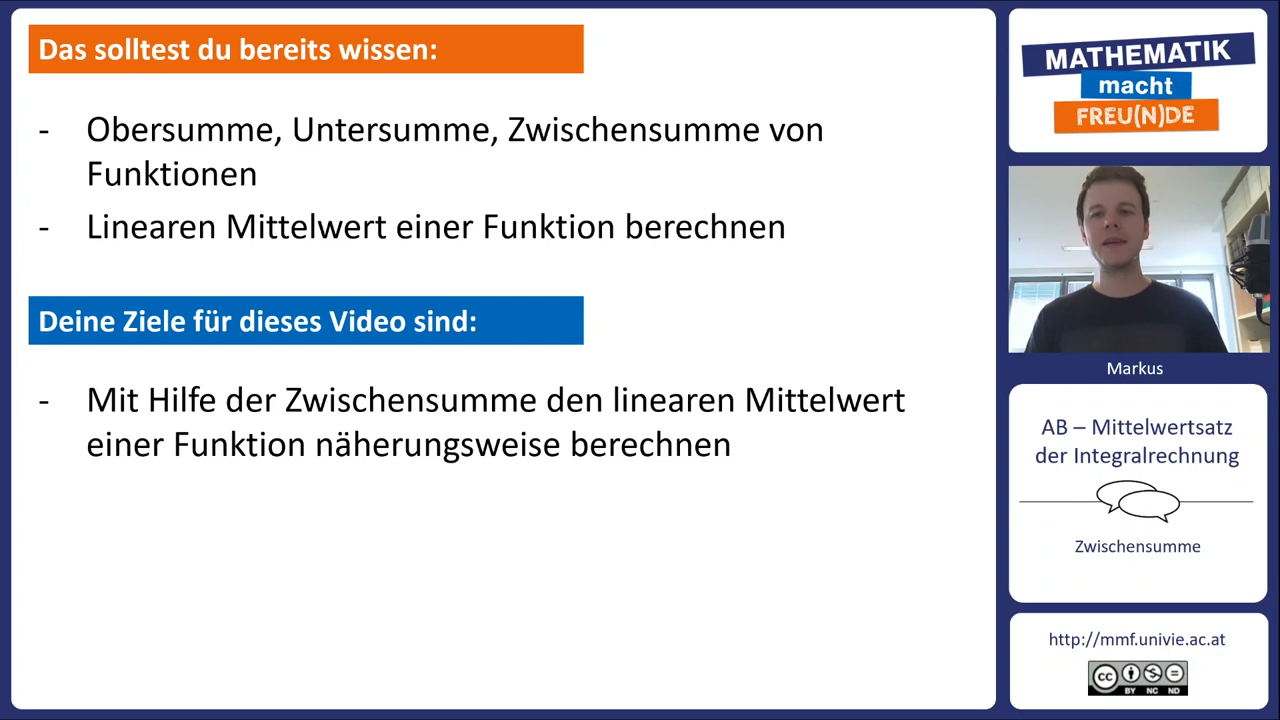 Das solltest du bereits wissen:
- Obersumme, Untersumme, Zwischensumme von
Funktionen
- Linearen Mittelwert einer Funktion berechnen
Deine Ziele für dieses Video sind:
- Mit Hilfe der Zwischensumme den linearen Mittelwert
einer Funktion näherungsweise berechnen
MATHEMATIK
macht
FREU(N)DE
Markus
AB – Mittelwertsatz
der Integralrechnung
Zwischensumme
http://mmf.univie.ac.at
cc
BY NC ND